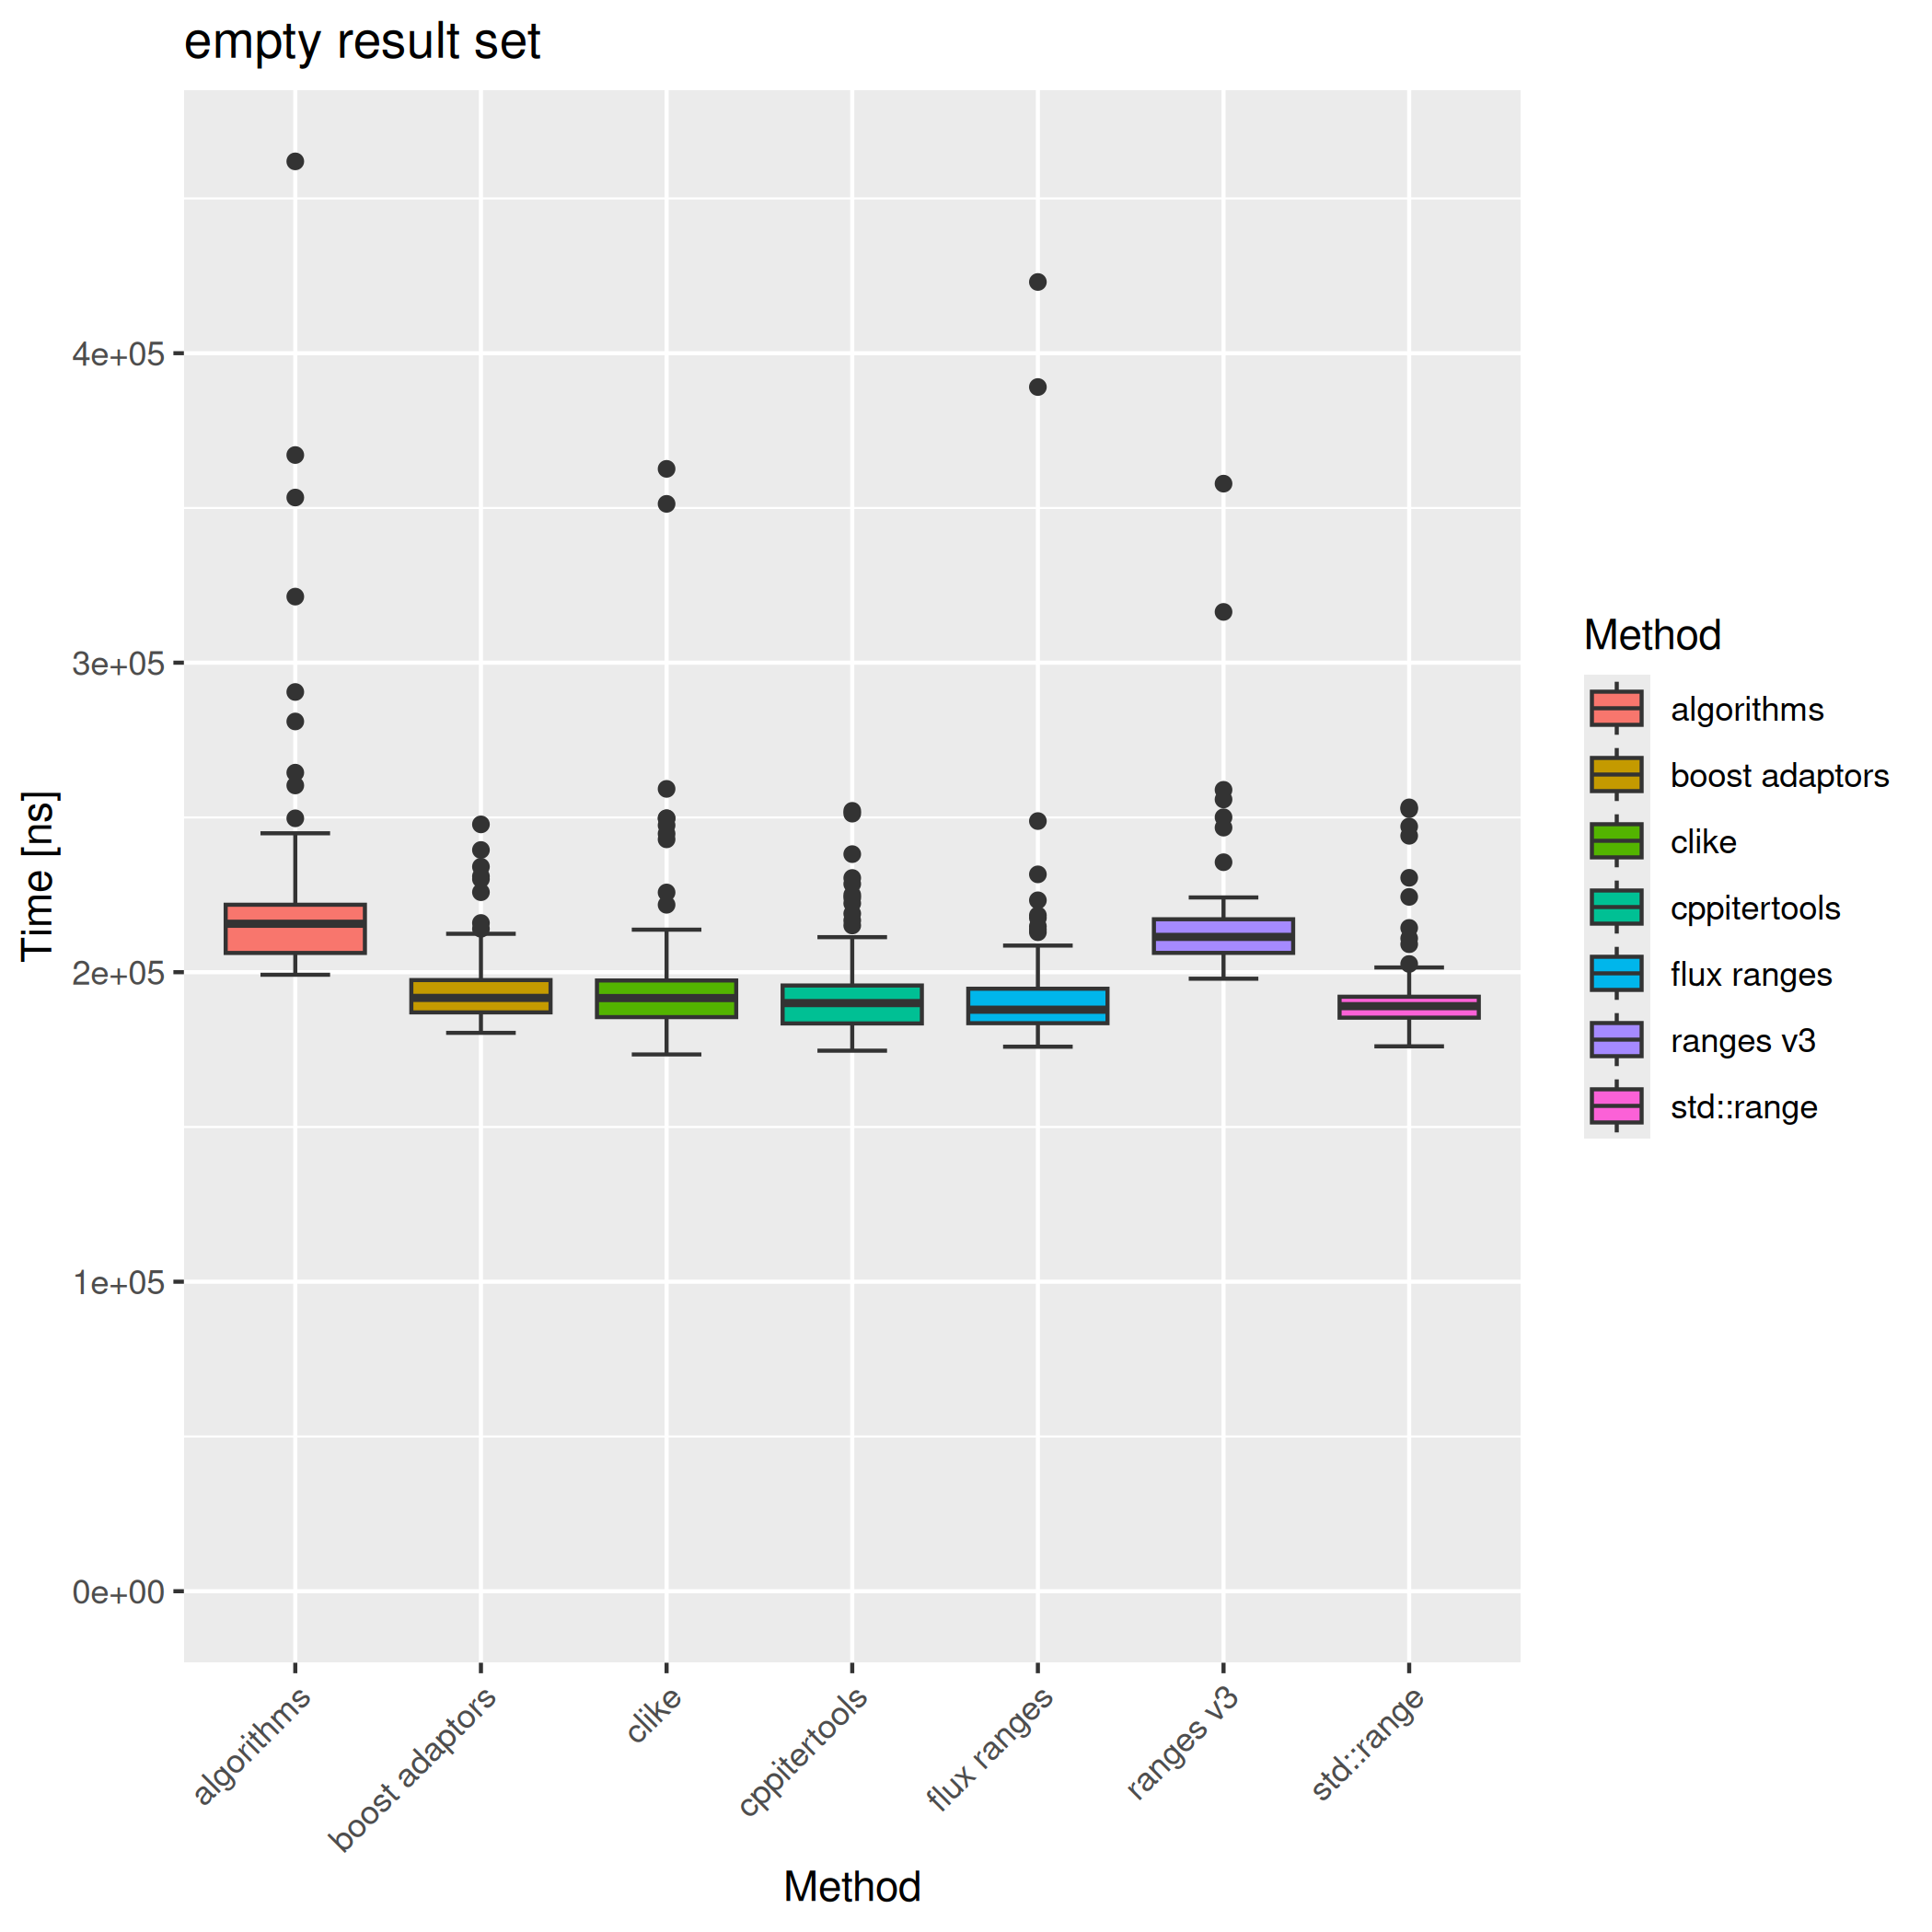 empty result set
Time [ns]
4e+05
3e+05
2e+05
1e+05
0e+00
algorithms
boost adaptors
clike
cppitertools
flux ranges
ranges v3
std::range
Method
Method
algorithms
boost adaptors
clike
cppitertools
flux ranges
ranges v3
std::range